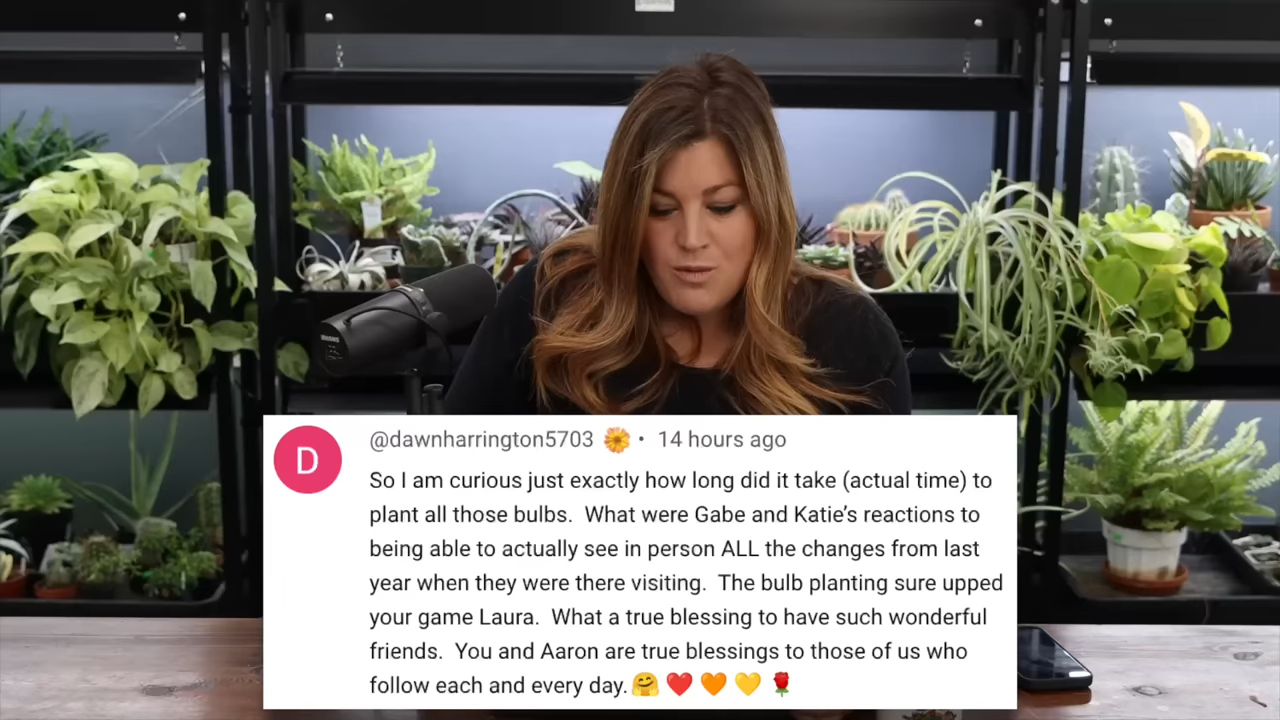 @dawnharrington5703 🌼 • 14 hours ago
D
So I am curious just exactly how long did it take (actual time) to
plant all those bulbs.  What were Gabe and Katie’s reactions to
being able to actually see in person ALL the changes from last
year when they were there visiting.  The bulb planting sure upped
your game Laura.  What a true blessing to have such wonderful
friends.  You and Aaron are true blessings to those of us who
follow each and every day.🤗 ❤️ 🧡 💛 🌹